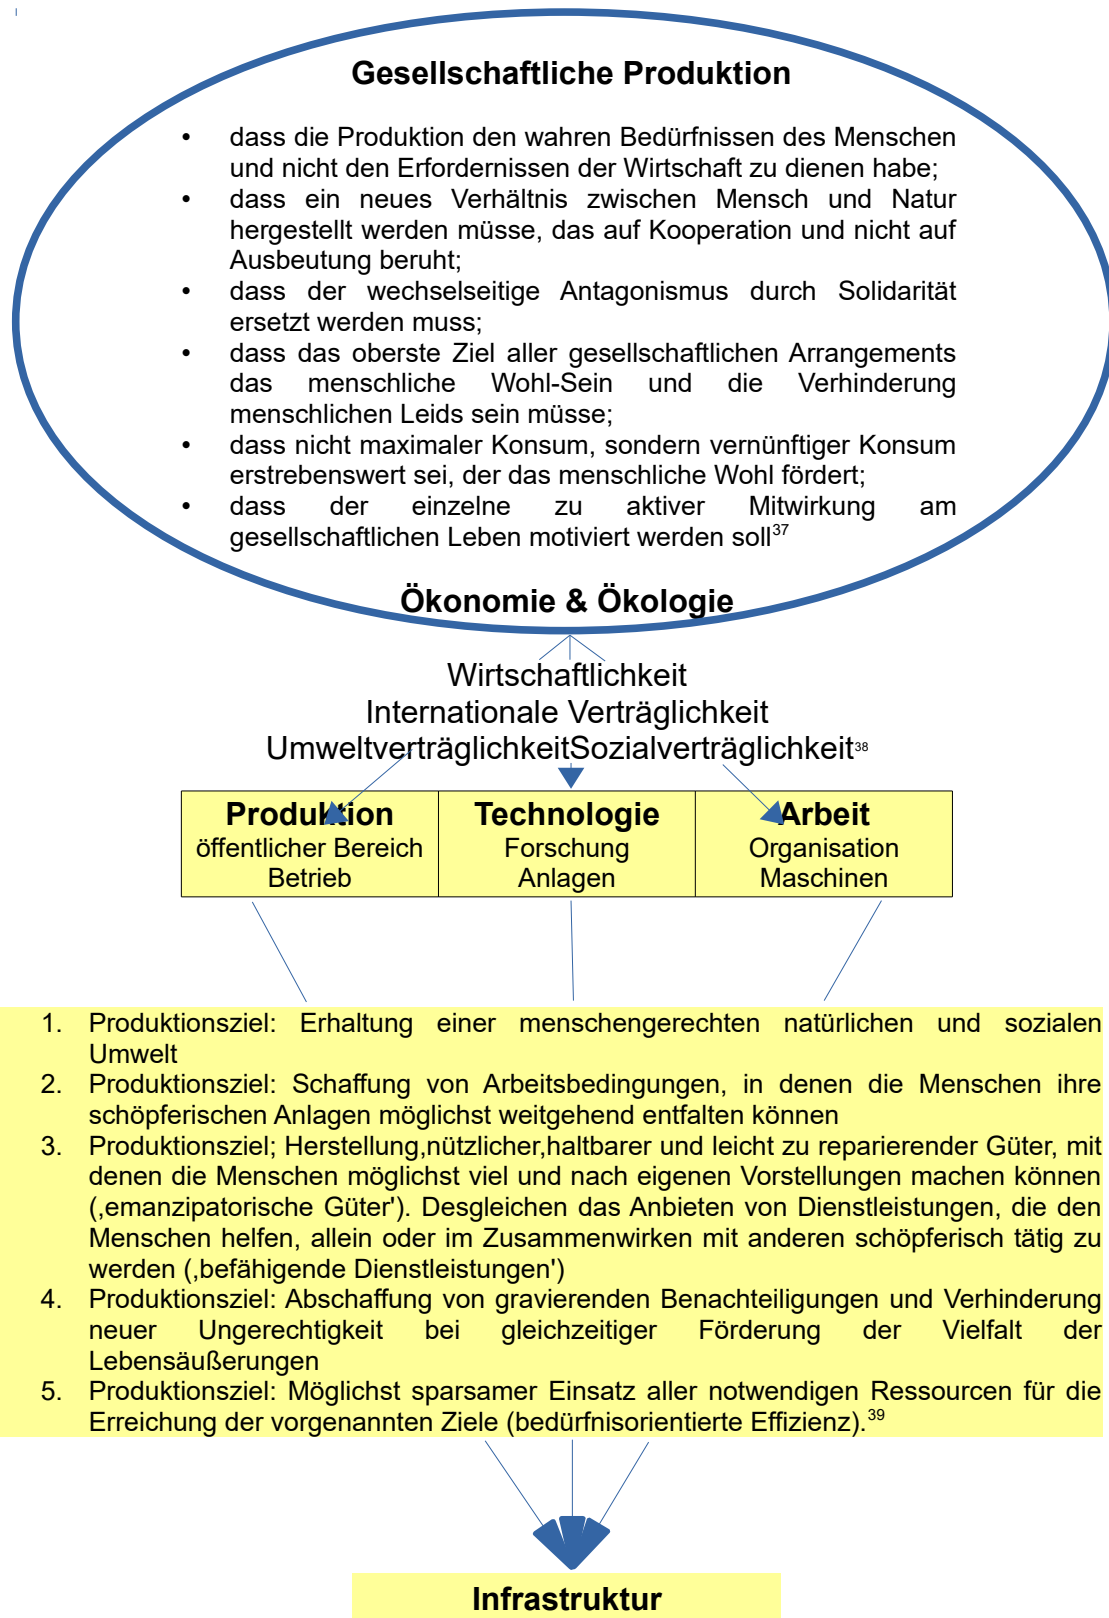 Gesellschaftliche Produktion
• dass die Produktion den wahren Bedürfnissen des Menschen
und nicht den Erfordernissen der Wirtschaft zu dienen habe;
• dass ein neues Verhältnis zwischen Mensch und Natur
hergestellt werden müsse, das auf Kooperation und nicht auf
Ausbeutung beruht;
• dass der wechselseitige Antagonismus durch Solidarität
ersetzt werden muss;
• dass das oberste Ziel aller gesellschaftlichen Arrangements
das menschliche Wohl-Sein und die Verhinderung
menschlichen Leids sein müsse;
• dass nicht maximaler Konsum, sondern vernünftiger Konsum
erstrebenswert sei, der das menschliche Wohl fördert;
• dass der einzelne zu aktiver Mitwirkung am
gesellschaftlichen Leben motiviert werden soll37
Ökonomie & Ökologie
Wirtschaftlichkeit
Internationale Verträglichkeit
UmweltverträglichkeitSozialverträglichkeit38
Produktion
öffentlicher Bereich
Betrieb
Technologie
Forschung
Anlagen
Arbeit
Organisation
Maschinen
1. Produktionsziel: Erhaltung einer menschengerechten natürlichen und sozialen
Umwelt
2. Produktionsziel: Schaffung von Arbeitsbedingungen, in denen die Menschen ihre
schöpferischen Anlagen möglichst weitgehend entfalten können
3. Produktionsziel; Herstellung,nützlicher,haltbarer und leicht zu reparierender Güter, mit
denen die Menschen möglichst viel und nach eigenen Vorstellungen machen können
(‚emanzipatorische Güter'). Desgleichen das Anbieten von Dienstleistungen, die den
Menschen helfen, allein oder im Zusammenwirken mit anderen schöpferisch tätig zu
werden (‚befähigende Dienstleistungen')
4. Produktionsziel: Abschaffung von gravierenden Benachteiligungen und Verhinderung
neuer Ungerechtigkeit bei gleichzeitiger Förderung der Vielfalt der
Lebensäußerungen
5. Produktionsziel: Möglichst sparsamer Einsatz aller notwendigen Ressourcen für die
Erreichung der vorgenannten Ziele (bedürfnisorientierte Effizienz).39
Infrastruktur